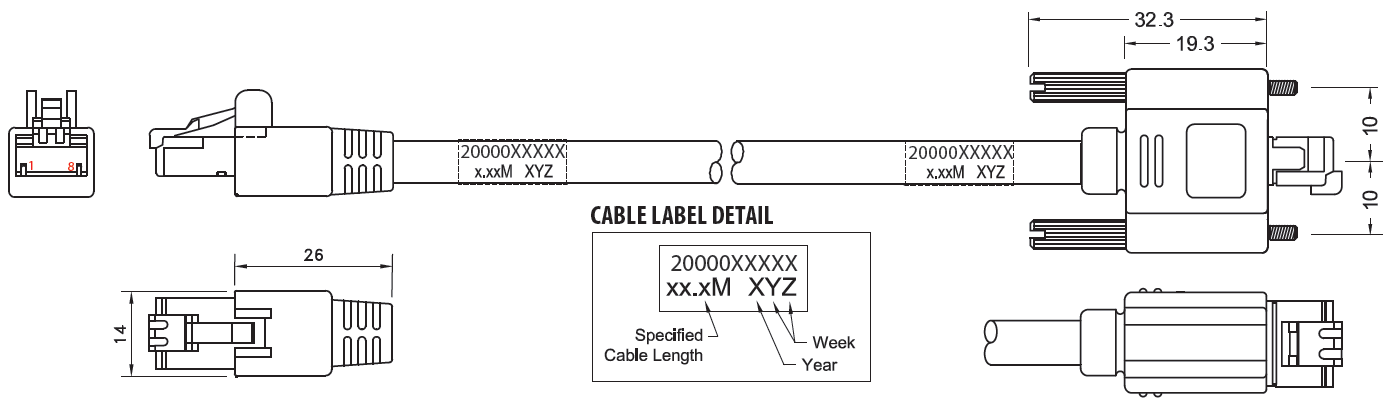 32.3
19.3
1 8
20000XXXXX
x.xxM XYZ
20000XXXXX
x.xxM XYZ
10
10
CABLE LABEL DETAIL
20000XXXXX
xx.xM XYZ
Specified
Cable Length
Week
Year
26
14